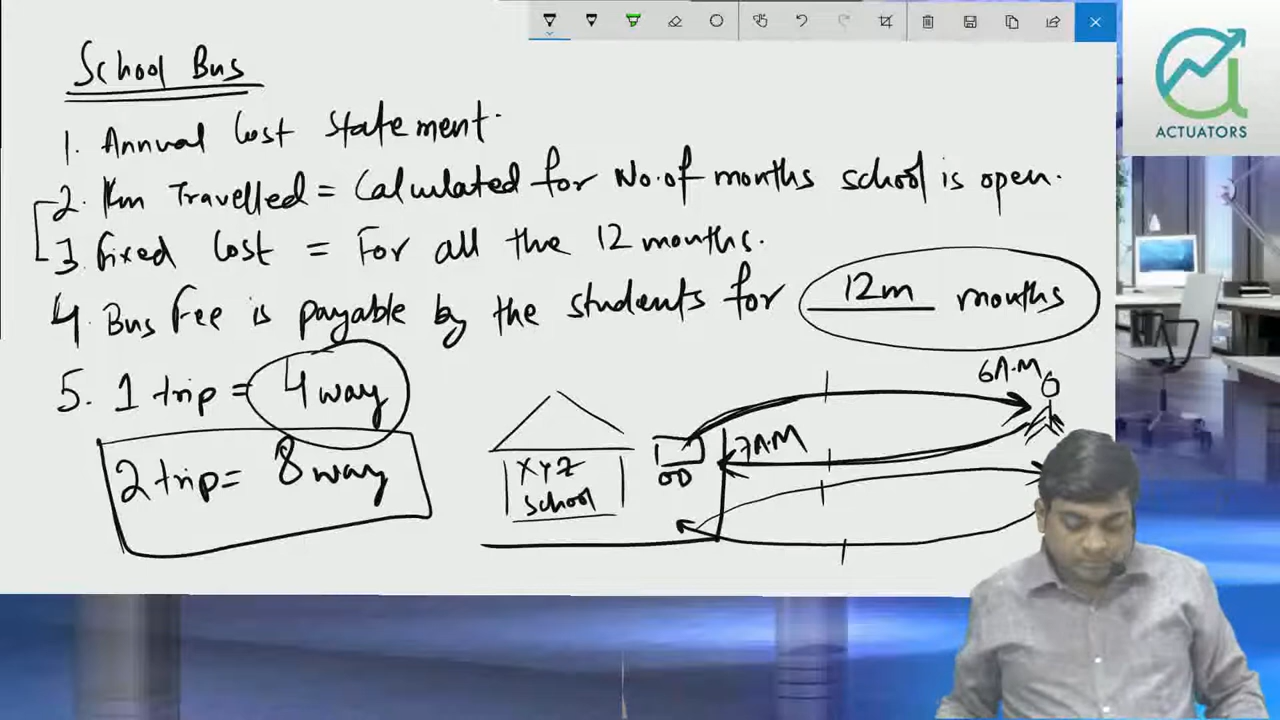 School Bus
1. Annual Cost Statement.
2. Km Travelled = Calculated for No. of months school is open.
3. Fixed Cost = For all the 12 months.
4. Bus Fee is payable by the students for 12m months
5. 1 trip = 4 way
2 trip = 8 way
6 A.M
7 A.M
XYZ
School
ACTUATORS